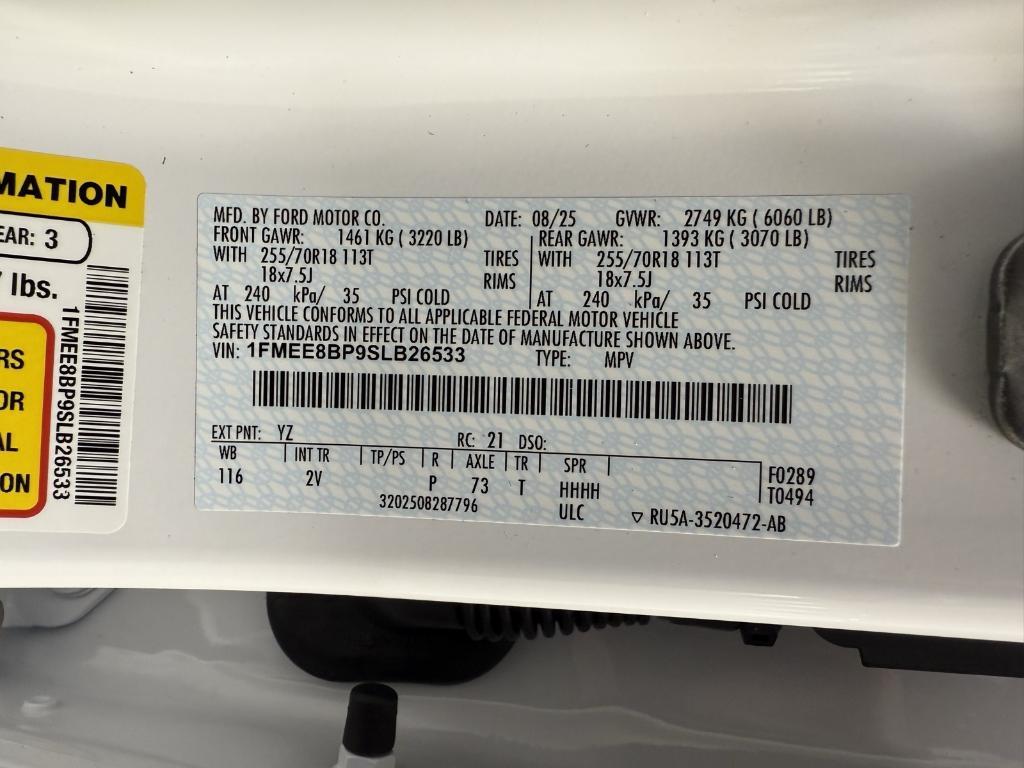 MATION
EAR: 3
lbs.
RS
OR
AL
ON
1FMEE8BP9SLB26533
MFD. BY FORD MOTOR CO. DATE: 08/25 GVWR: 2749 KG ( 6060 LB)
FRONT GAWR: 1461 KG ( 3220 LB) REAR GAWR: 1393 KG ( 3070 LB)
WITH 255/70R18 113T TIRES WITH 255/70R18 113T TIRES
18x7.5J RIMS 18x7.5J RIMS
AT 240 kPa/ 35 PSI COLD AT 240 kPa/ 35 PSI COLD
THIS VEHICLE CONFORMS TO ALL APPLICABLE FEDERAL MOTOR VEHICLE
SAFETY STANDARDS IN EFFECT ON THE DATE OF MANUFACTURE SHOWN ABOVE.
VIN: 1FMEE8BP9SLB26533 TYPE: MPV
EXT PNT: YZ RC: 21 DSO:
WB INT TR TP/PS R AXLE TR SPR F0289
116 2V P 73 T HHHH T0494
3202508287796 ULC ▽ RU5A-3520472-AB